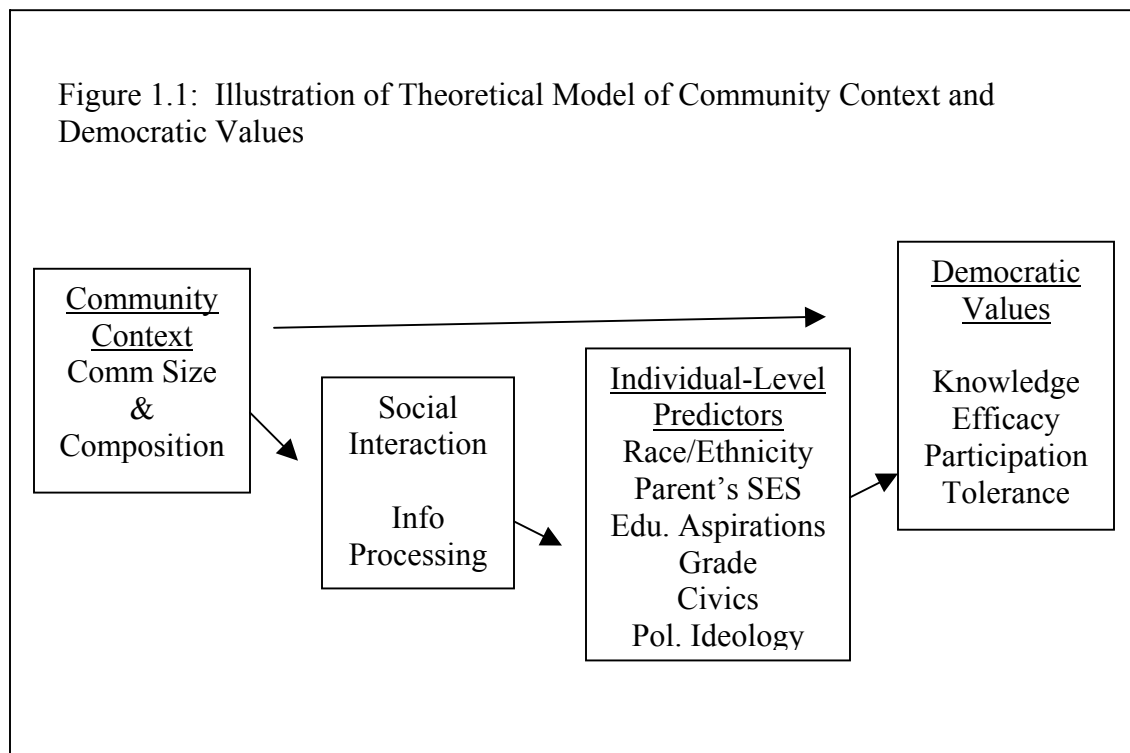 Figure 1.1:  Illustration of Theoretical Model of Community Context and
Democratic Values
Community
Context
Comm Size
&
Composition
Social
Interaction
Info
Processing
Individual-Level
Predictors
Race/Ethnicity
Parent's SES
Edu. Aspirations
Grade
Civics
Pol. Ideology
Democratic
Values
Knowledge
Efficacy
Participation
Tolerance